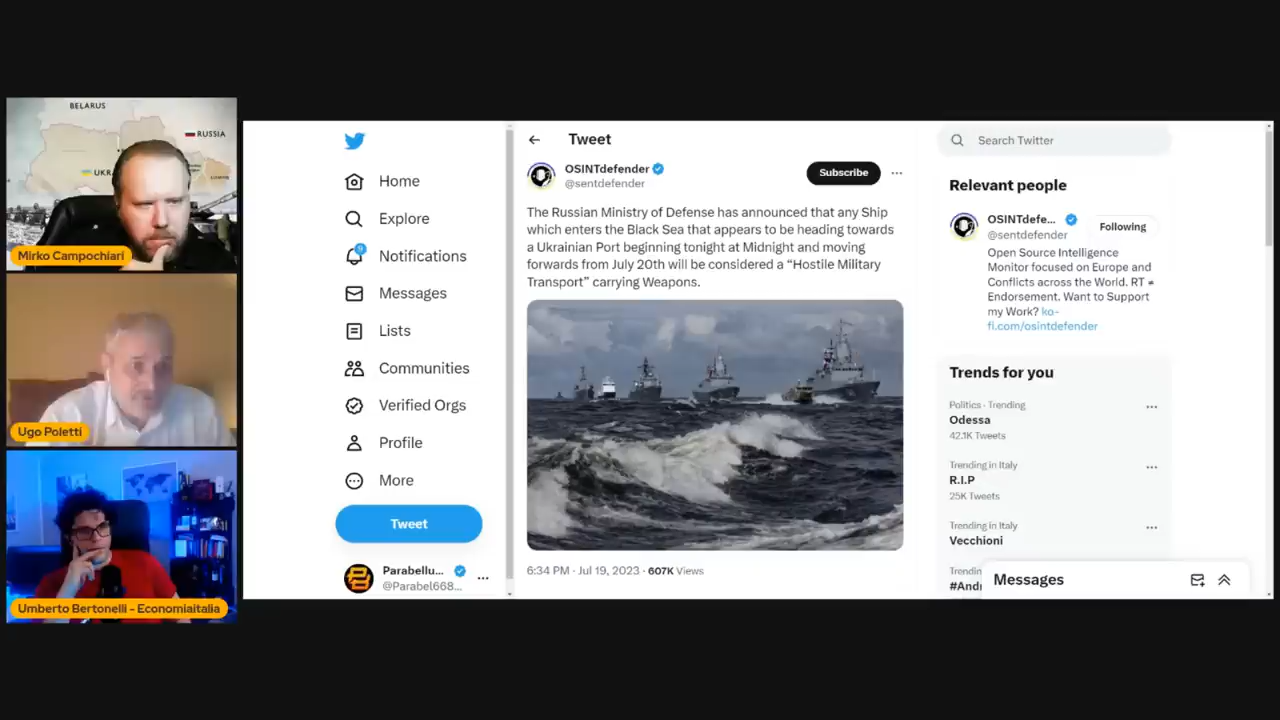 BELARUS
RUSSIA
UKR
Mirko Campochiari
Ugo Poletti
Umberto Bertonelli - Economiaitalia
Home
Explore
9
Notifications
Messages
Lists
Communities
Verified Orgs
Profile
More
Tweet
Parabellu...
@Parabel668...
Tweet
OSINTdefender
@sentdefender
Subscribe
The Russian Ministry of Defense has announced that any Ship
which enters the Black Sea that appears to be heading towards
a Ukrainian Port beginning tonight at Midnight and moving
forwards from July 20th will be considered a “Hostile Military
Transport” carrying Weapons.
6:34 PM · Jul 19, 2023 · 607K Views
Search Twitter
Relevant people
OSINTdefe...
@sentdefender
Following
Open Source Intelligence
Monitor focused on Europe and
Conflicts across the World. RT ≠
Endorsement. Want to Support
my Work? ko-
fi.com/osintdefender
Trends for you
Politics · Trending
Odessa
42.1K Tweets
Trending in Italy
R.I.P
25K Tweets
Trending in Italy
Vecchioni
Trendin
#Andr
Messages